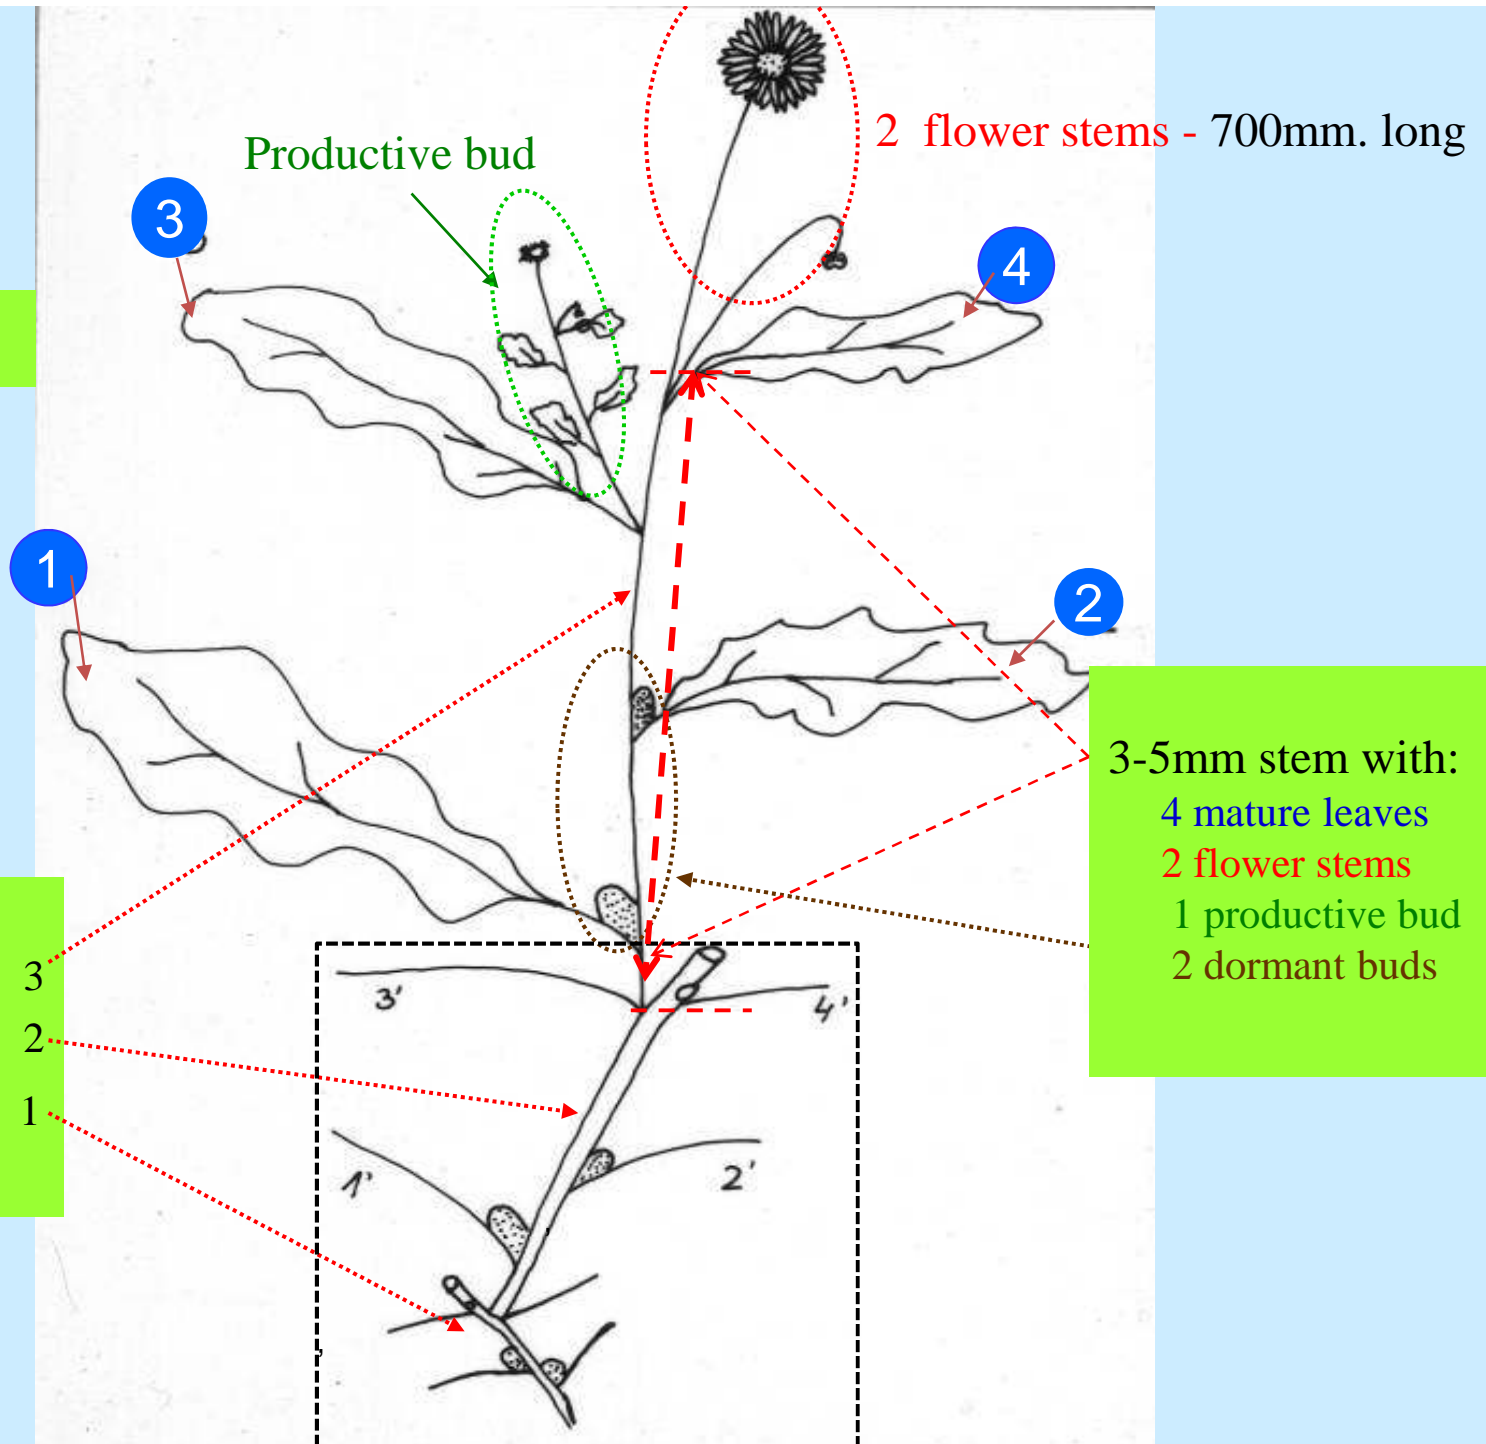 2 flower stems - 700mm. long
Productive bud
3
4
1
2
3-5mm stem with:
4 mature leaves
2 flower stems
1 productive bud
2 dormant buds
3
2
1
3'
4'
1'
2'